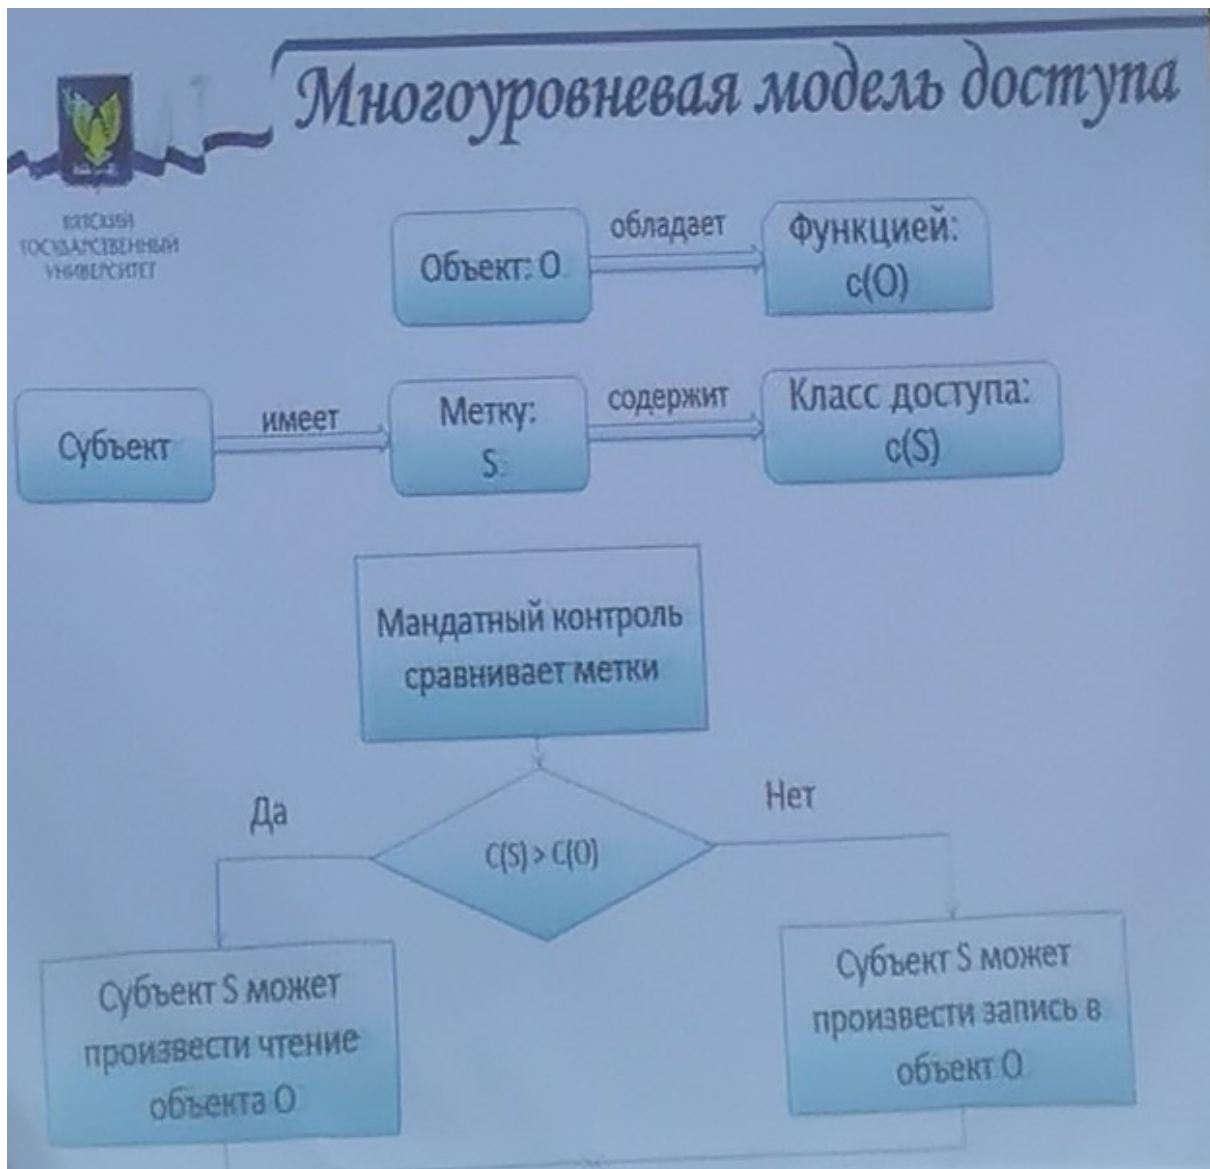 Многоуровневая модель доступа
ВЯТСКИЙ
ГОСУДАРСТВЕННЫЙ
УНИВЕРСИТЕТ
Объект: О
обладает
Функцией:
с(О)
Субъект
имеет
Метку:
S
содержит
Класс доступа:
с(S)
Мандатный контроль
сравнивает метки
Да
Нет
C(S) > C(O)
Субъект S может
произвести чтение
объекта О
Субъект S может
произвести запись в
объект О